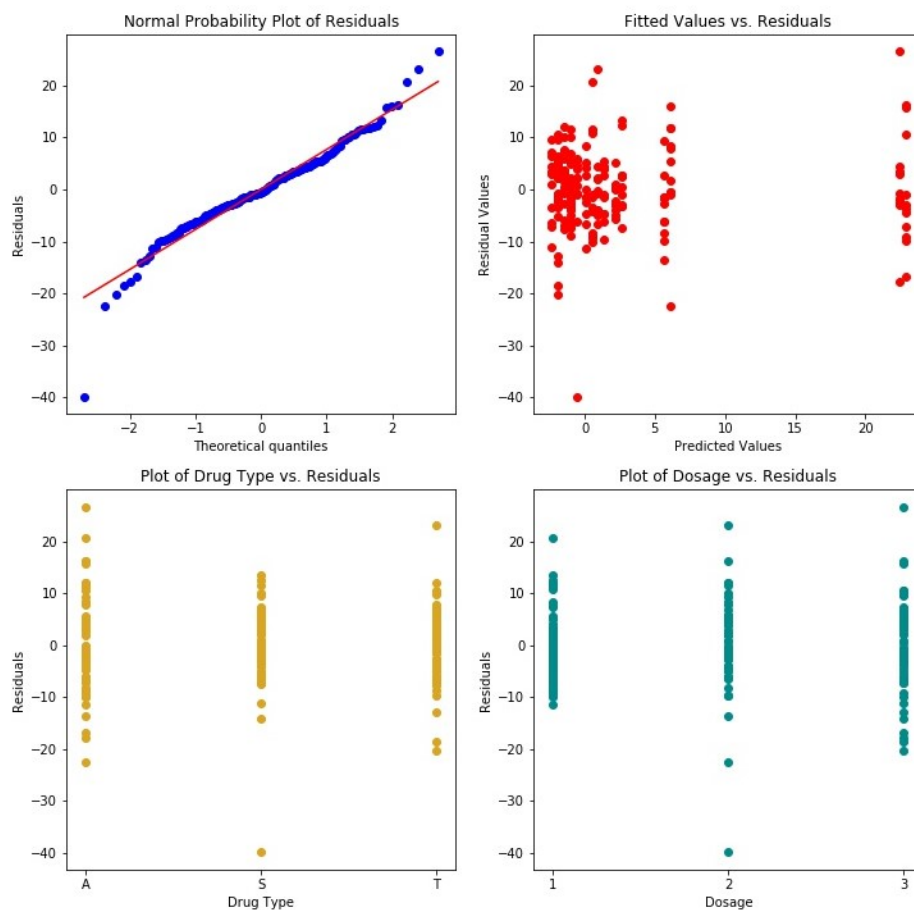 Normal Probability Plot of Residuals
Residuals
20
10
0
−10
−20
−30
−40
−2
−1
0
1
2
Theoretical quantiles
Fitted Values vs. Residuals
Residual Values
20
10
0
−10
−20
−30
−40
0
5
10
15
20
Predicted Values
Plot of Drug Type vs. Residuals
Residuals
20
10
0
−10
−20
−30
−40
A
S
T
Drug Type
Plot of Dosage vs. Residuals
Residuals
20
10
0
−10
−20
−30
−40
1
2
3
Dosage